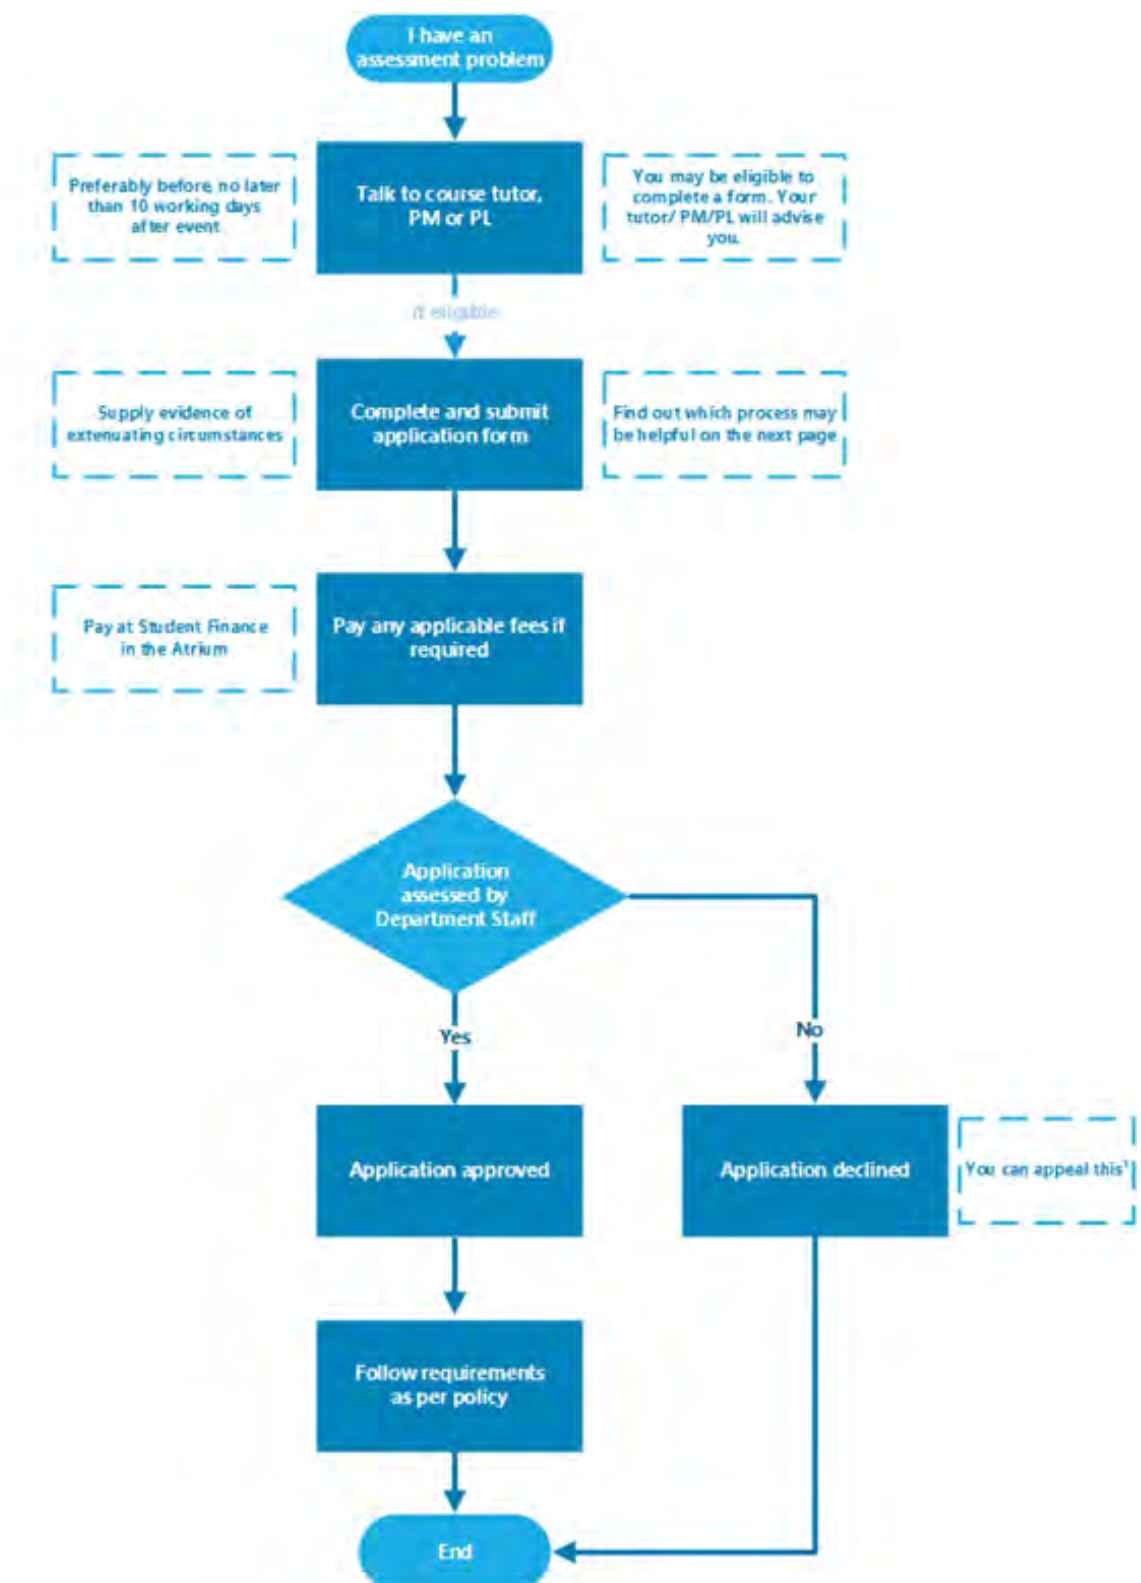 I have an
assessment problem
Preferably before, no later
than 10 working days
after event
Talk to course tutor,
PM or PL
You may be eligible to
complete a form. Your
tutor/ PM/PL will advise
you.
if eligible
Supply evidence of
extenuating circumstances
Complete and submit
application form
Find out which process may
be helpful on the next page
Pay at Student Finance
in the Atrium
Pay any applicable fees if
required
Application
assessed by
Department Staff
Yes
No
Application approved
Application declined
You can appeal this¹
Follow requirements
as per policy
End